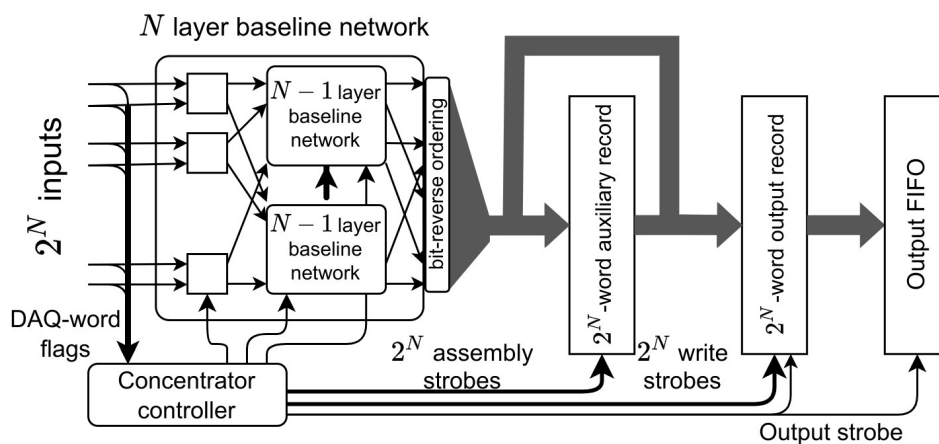 N layer baseline network
2^N inputs
N − 1 layer
baseline
network
N − 1 layer
baseline
network
bit-reverse ordering
2^N-word auxiliary record
2^N-word output record
Output FIFO
DAQ-word
flags
Concentrator
controller
2^N assembly
strobes
2^N write
strobes
Output strobe